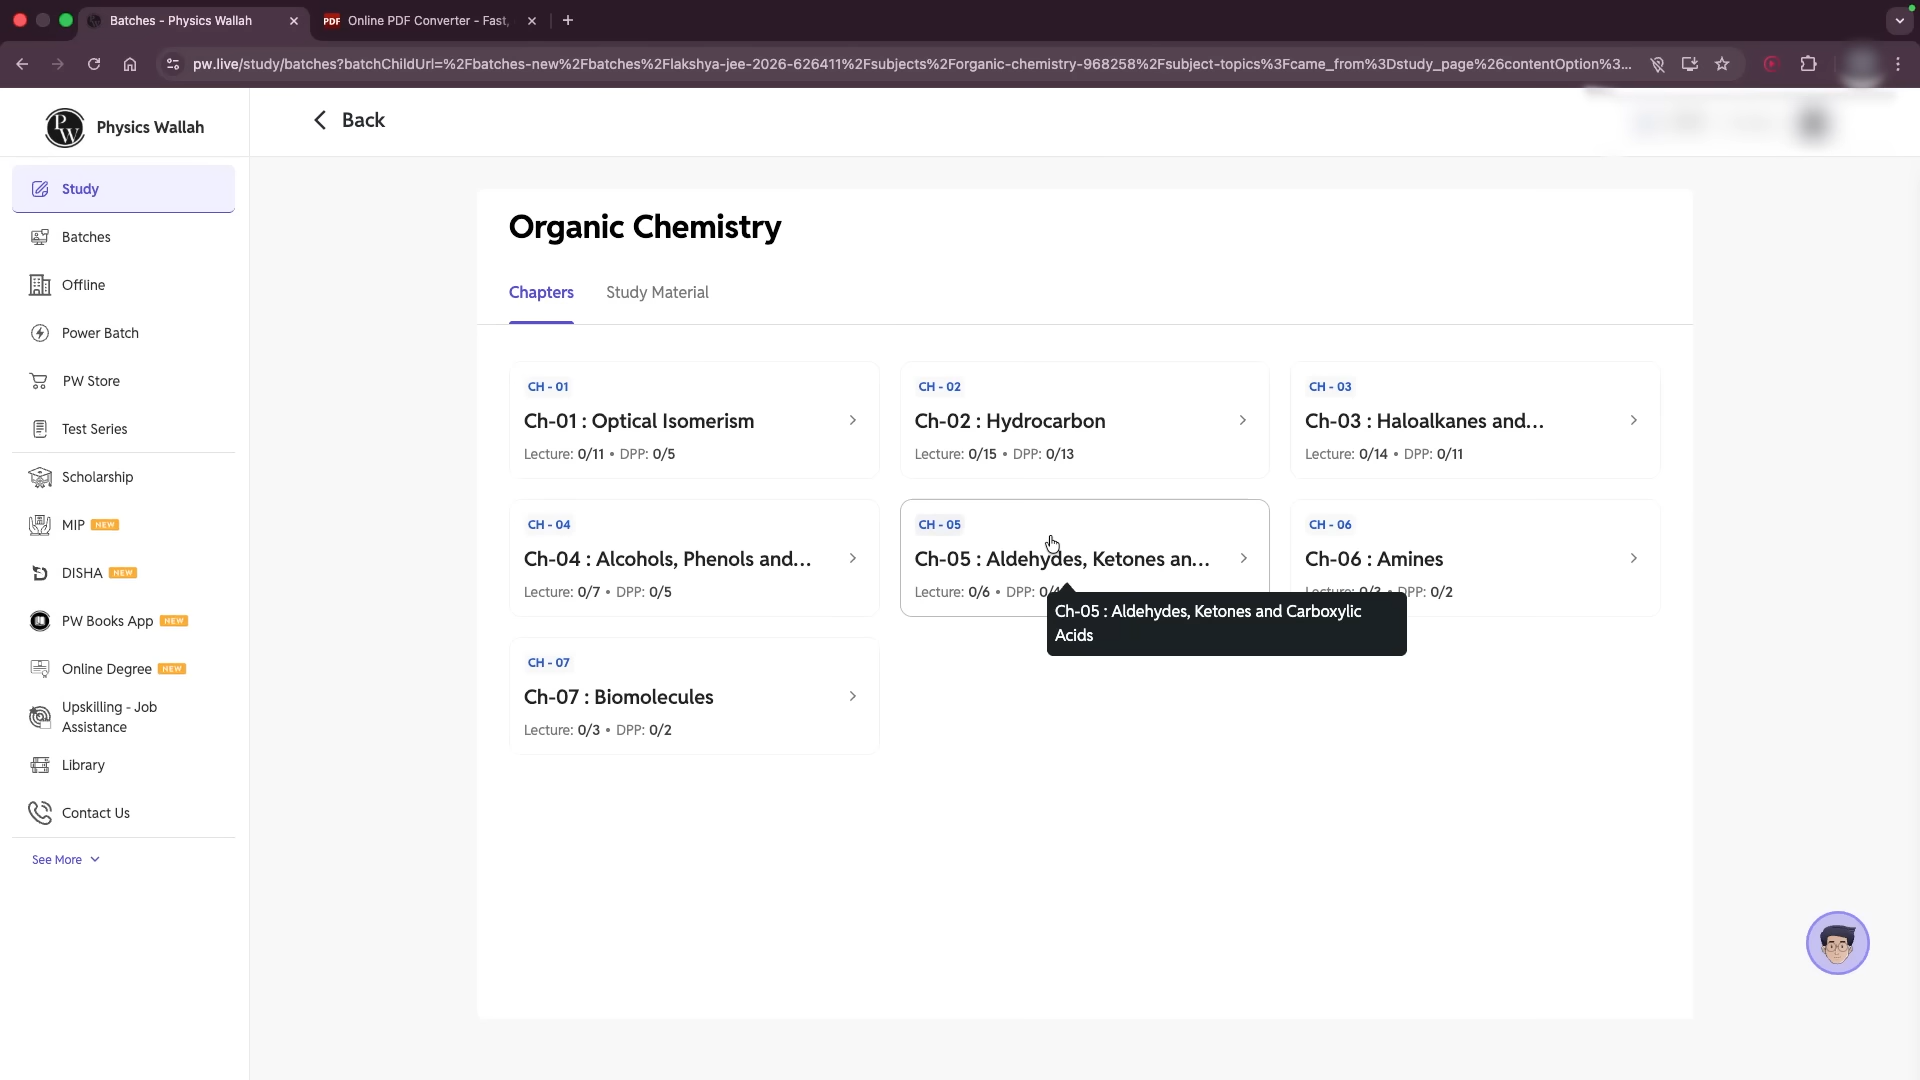 Batches - Physics Wallah
PDF Online PDF Converter - Fast,
pw.live/study/batches?batchChildUrl=%2Fbatches-new%2Fbatches%2Flakshya-jee-2026-626411%2Fsubjects%2Forganic-chemistry-968258%2Fsubject-topics%3Fcame_from%3Dstudy_page%26contentOption%3...
PW Physics Wallah
Back
Study
Batches
Offline
Power Batch
PW Store
Test Series
Scholarship
MIP NEW
DISHA NEW
PW Books App NEW
Online Degree NEW
Upskilling - Job
Assistance
Library
Contact Us
See More
Organic Chemistry
Chapters Study Material
CH - 01
Ch-01 : Optical Isomerism
Lecture: 0/11 • DPP: 0/5
CH - 02
Ch-02 : Hydrocarbon
Lecture: 0/15 • DPP: 0/13
CH - 03
Ch-03 : Haloalkanes and...
Lecture: 0/14 • DPP: 0/11
CH - 04
Ch-04 : Alcohols, Phenols and...
Lecture: 0/7 • DPP: 0/5
CH - 05
Ch-05 : Aldehydes, Ketones an...
Lecture: 0/6 • DPP:
Ch-05 : Aldehydes, Ketones and Carboxylic
Acids
CH - 06
Ch-06 : Amines
Lecture: 0/3 • DPP: 0/2
CH - 07
Ch-07 : Biomolecules
Lecture: 0/3 • DPP: 0/2